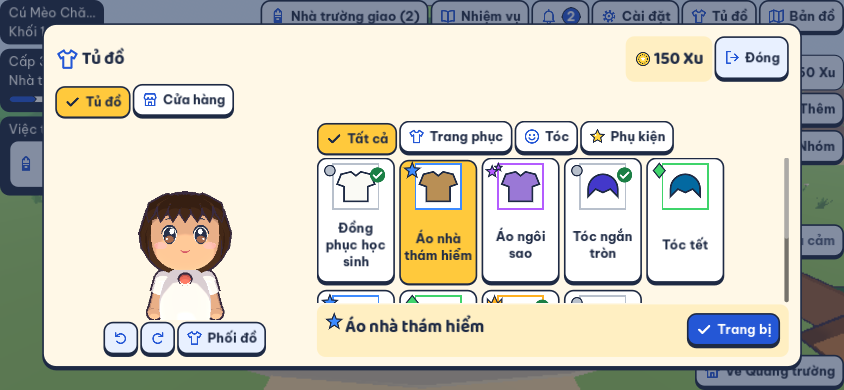 Cú Mèo Chă...
Khối 1
Nhà trường giao (2)
Nhiệm vụ
2
Cài đặt
Tủ đồ
Bản đồ
Cấp 3
Nhà t
Việc t
Tủ đồ
150 Xu
Đóng
50 Xu
Thêm
Nhóm
Tủ đồ
Cửa hàng
Tất cả
Trang phục
Tóc
Phụ kiện
Đồng
phục học
sinh
Áo nhà
thám hiểm
Áo ngôi
sao
Tóc ngắn
tròn
Tóc tết
cảm
Phối đồ
Áo nhà thám hiểm
Trang bị
Về Quảng trường